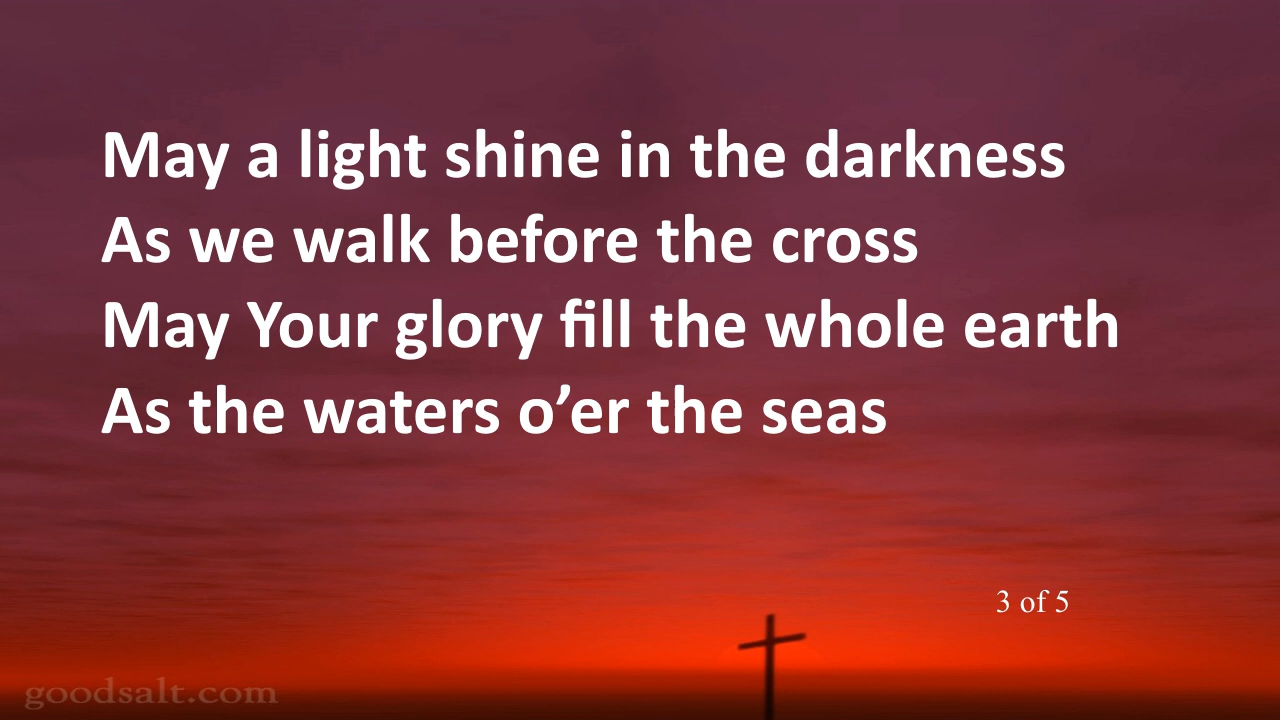 May a light shine in the darkness
As we walk before the cross
May Your glory fill the whole earth
As the waters o’er the seas
3 of 5
goodsalt.com